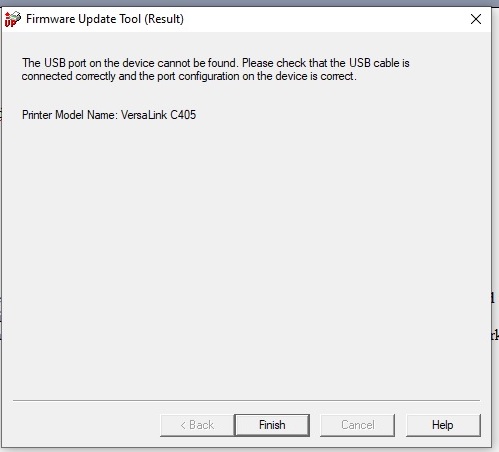 Firmware Update Tool (Result)
The USB port on the device cannot be found. Please check that the USB cable is
connected correctly and the port configuration on the device is correct.
Printer Model Name: VersaLink C405
< Back
Finish
Cancel
Help